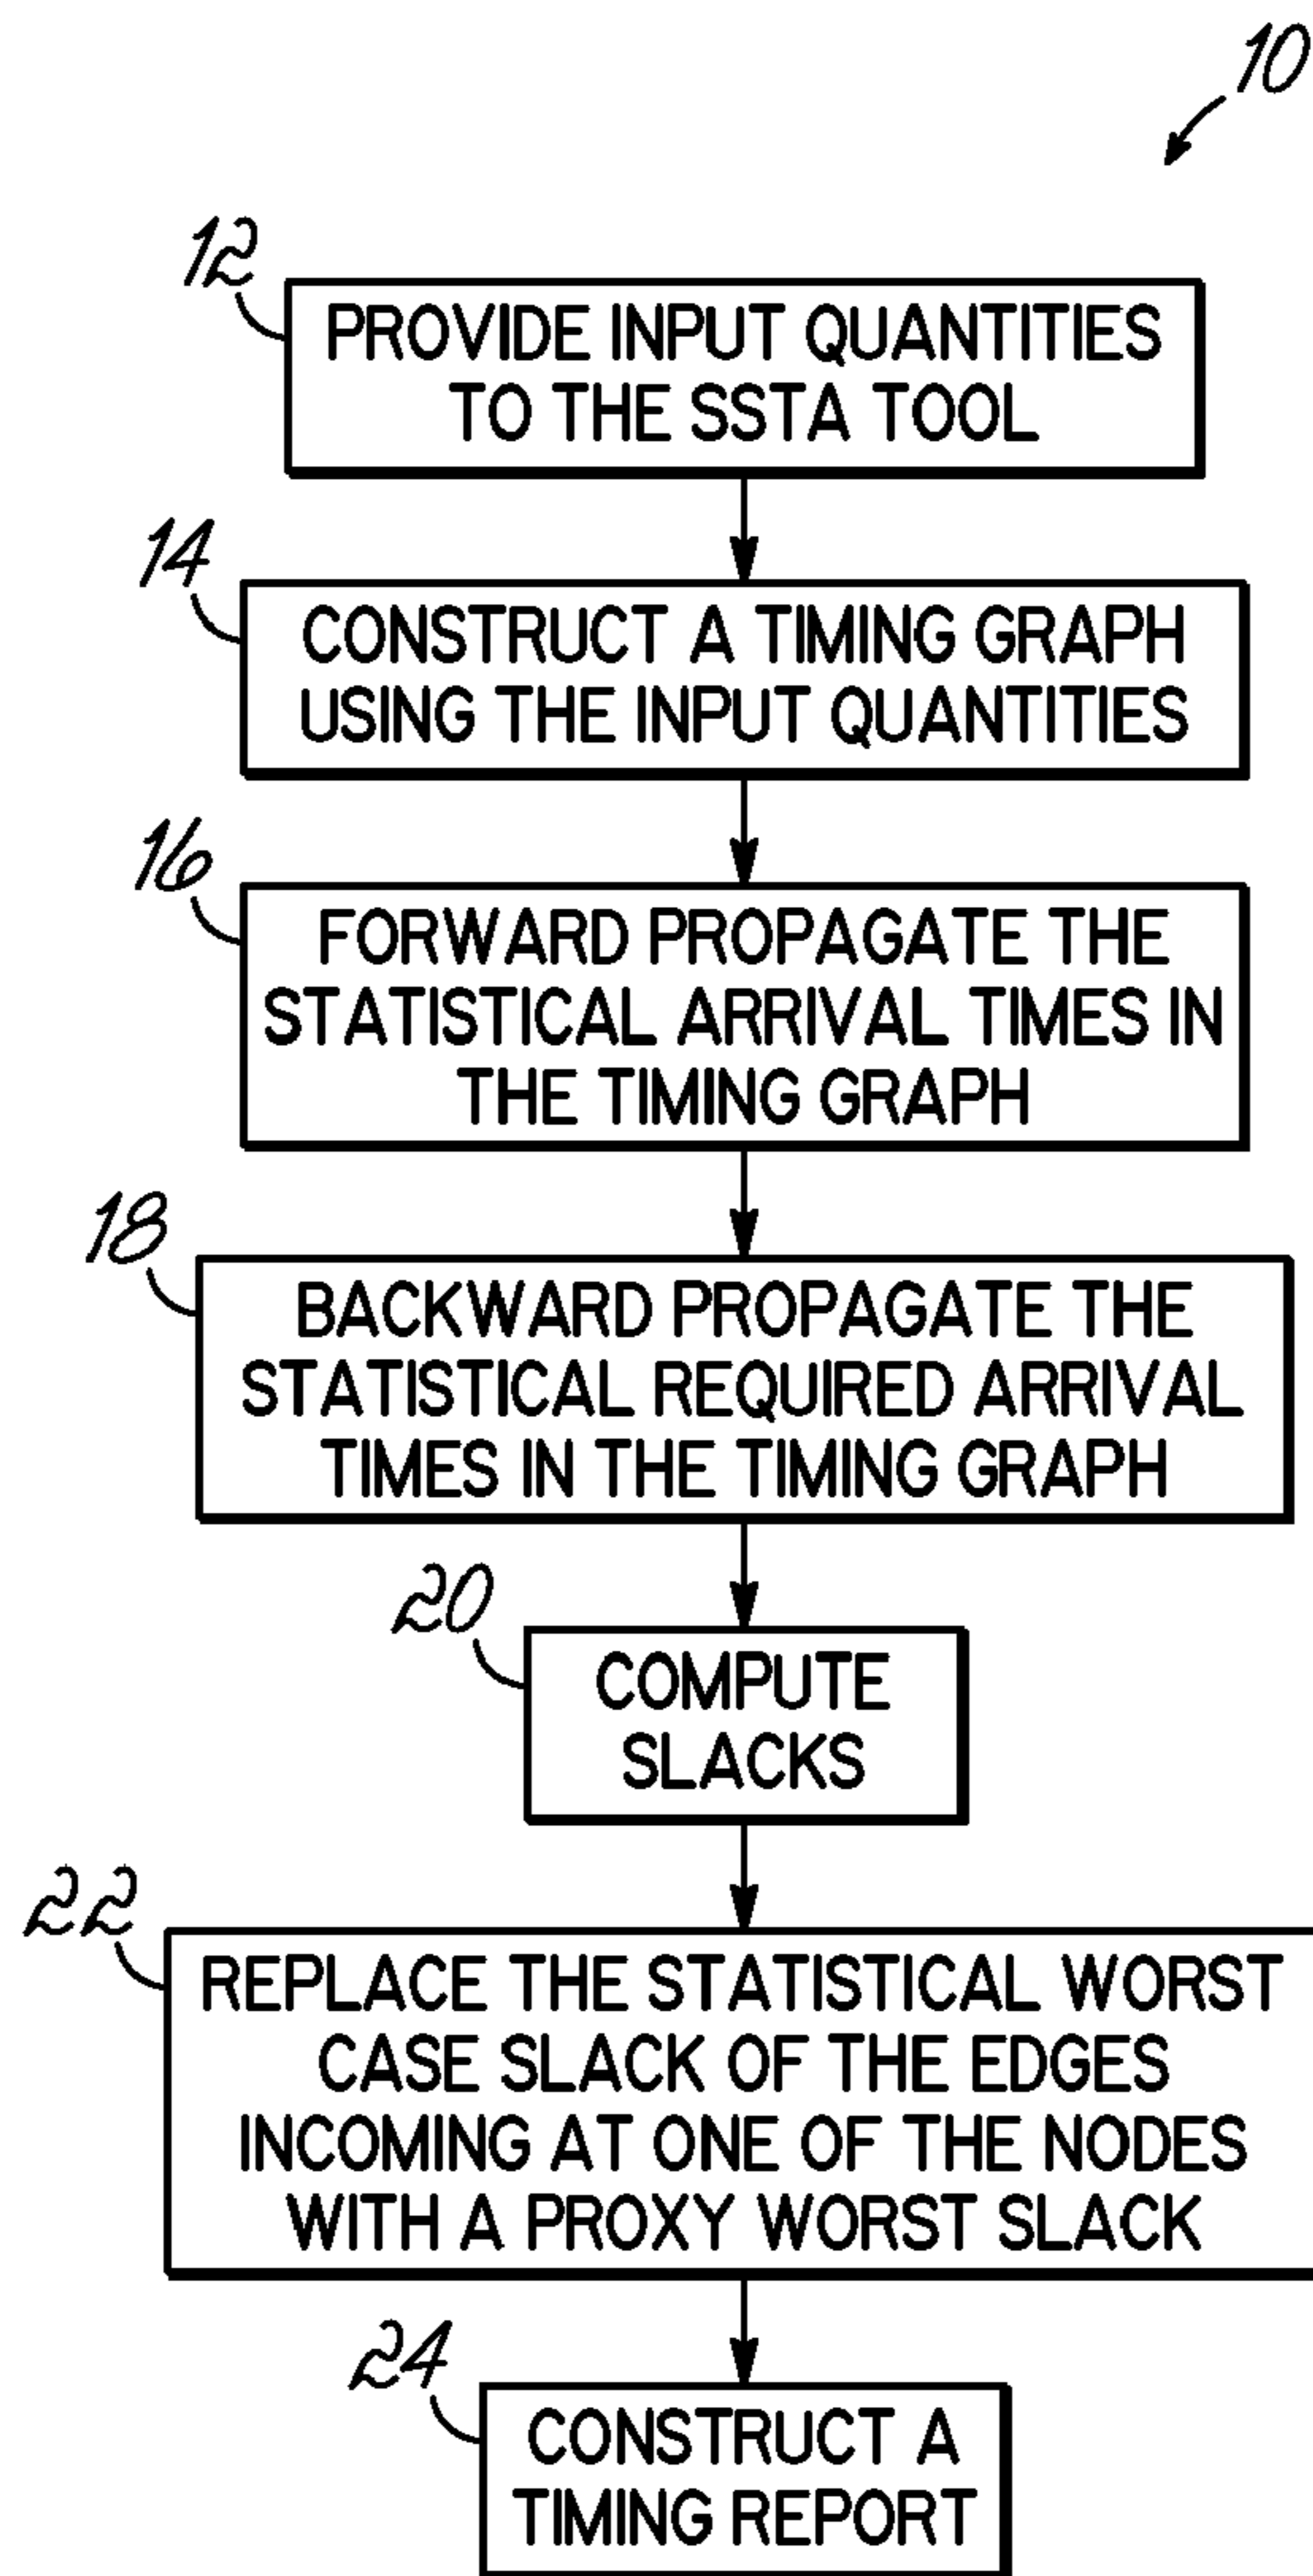 10
12
PROVIDE INPUT QUANTITIES
TO THE SSTA TOOL
14
CONSTRUCT A TIMING GRAPH
USING THE INPUT QUANTITIES
16
FORWARD PROPAGATE THE
STATISTICAL ARRIVAL TIMES IN
THE TIMING GRAPH
18
BACKWARD PROPAGATE THE
STATISTICAL REQUIRED ARRIVAL
TIMES IN THE TIMING GRAPH
20
COMPUTE
SLACKS
22
REPLACE THE STATISTICAL WORST
CASE SLACK OF THE EDGES
INCOMING AT ONE OF THE NODES
WITH A PROXY WORST SLACK
24
CONSTRUCT A
TIMING REPORT